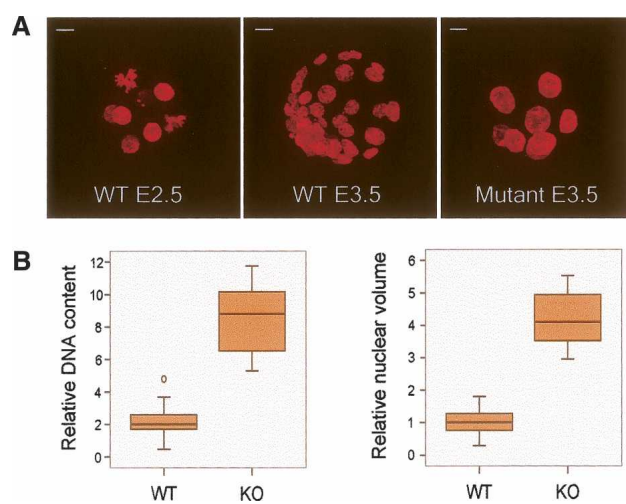 A
WT E2.5
WT E3.5
Mutant E3.5
B
Relative DNA content
12
10
8
6
4
2
0
WT
KO
Relative nuclear volume
6
5
4
3
2
1
0
WT
KO